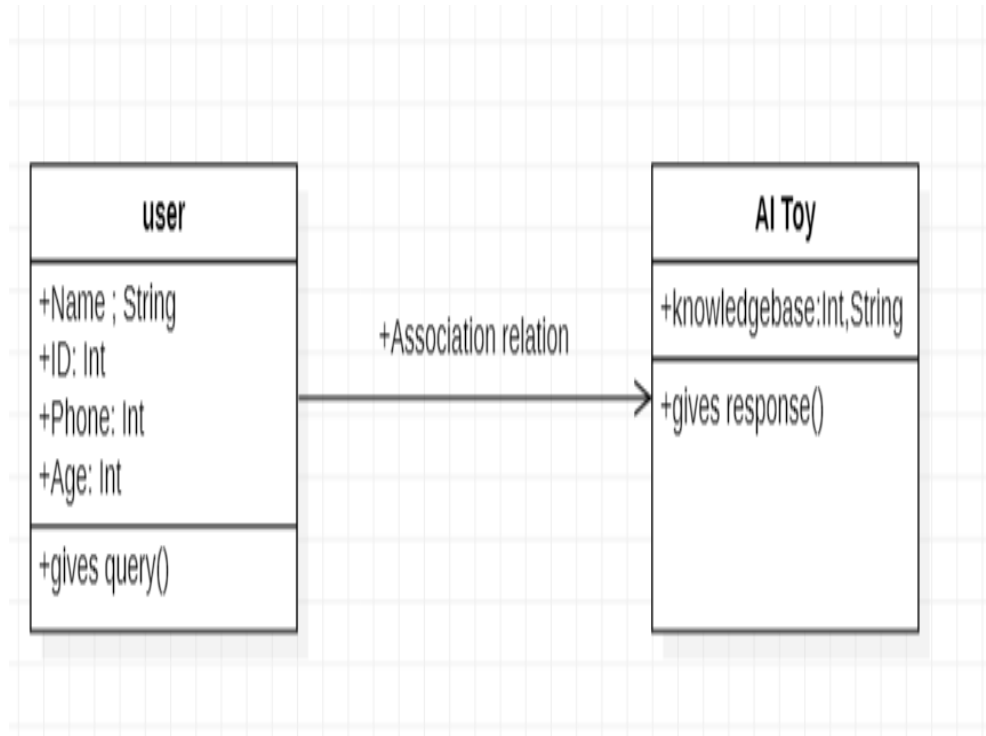 user
+Name ; String
+ID: Int
+Phone: Int
+Age: Int
+gives query()
+Association relation
AI Toy
+knowledgebase:Int,String
+gives response()